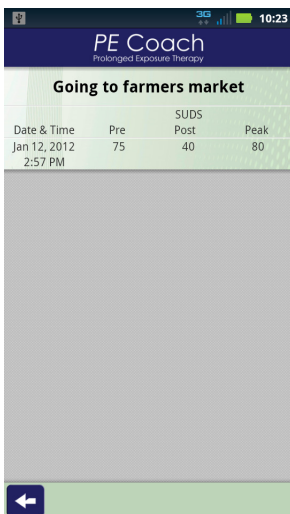 3G 10:23
PE Coach
Prolonged Exposure Therapy
Going to farmers market
SUDS
Date & Time Pre Post Peak
Jan 12, 2012 75 40 80
2:57 PM